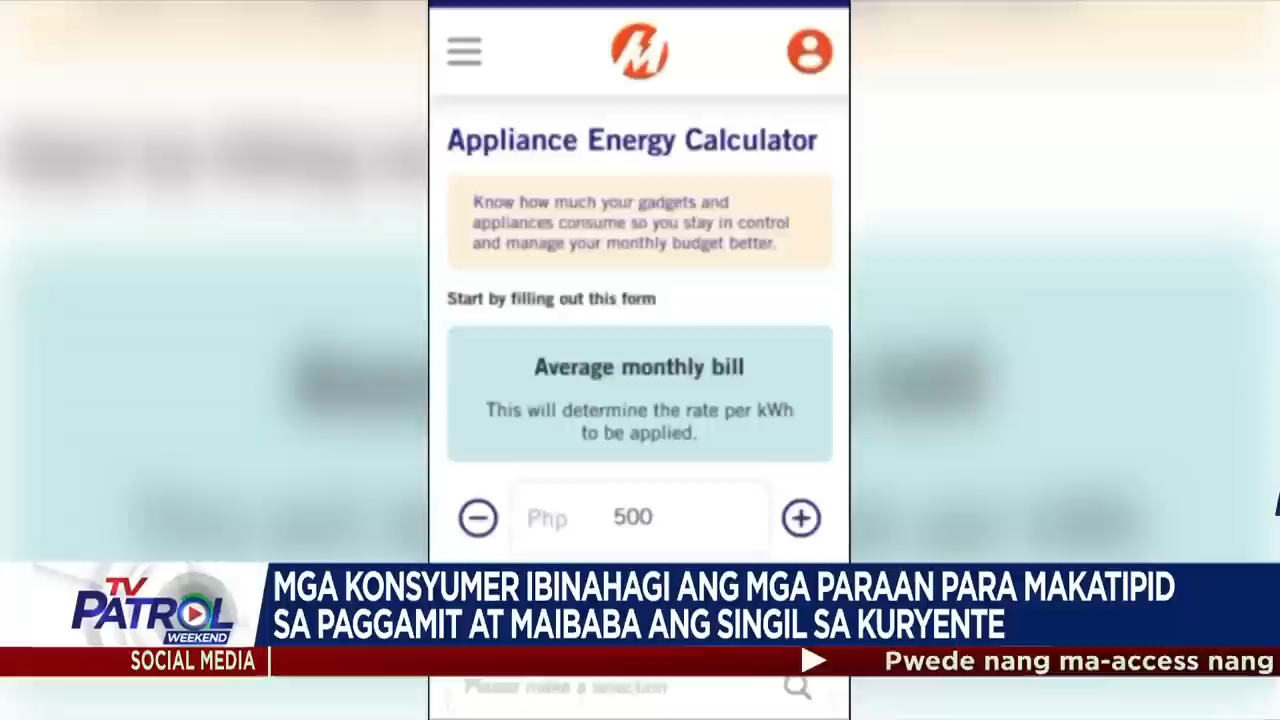 Appliance Energy Calculator
Know how much your gadgets and
appliances consume so you stay in control
and manage your monthly budget better.
Start by filling out this form
Average monthly bill
This will determine the rate per kWh
to be applied.
Php 500
TV PATROL WEEKEND
MGA KONSYUMER IBINAHAGI ANG MGA PARAAN PARA MAKATIPID
SA PAGGAMIT AT MAIBABA ANG SINGIL SA KURYENTE
SOCIAL MEDIA
Pwede nang ma-access nang
Please make a selection